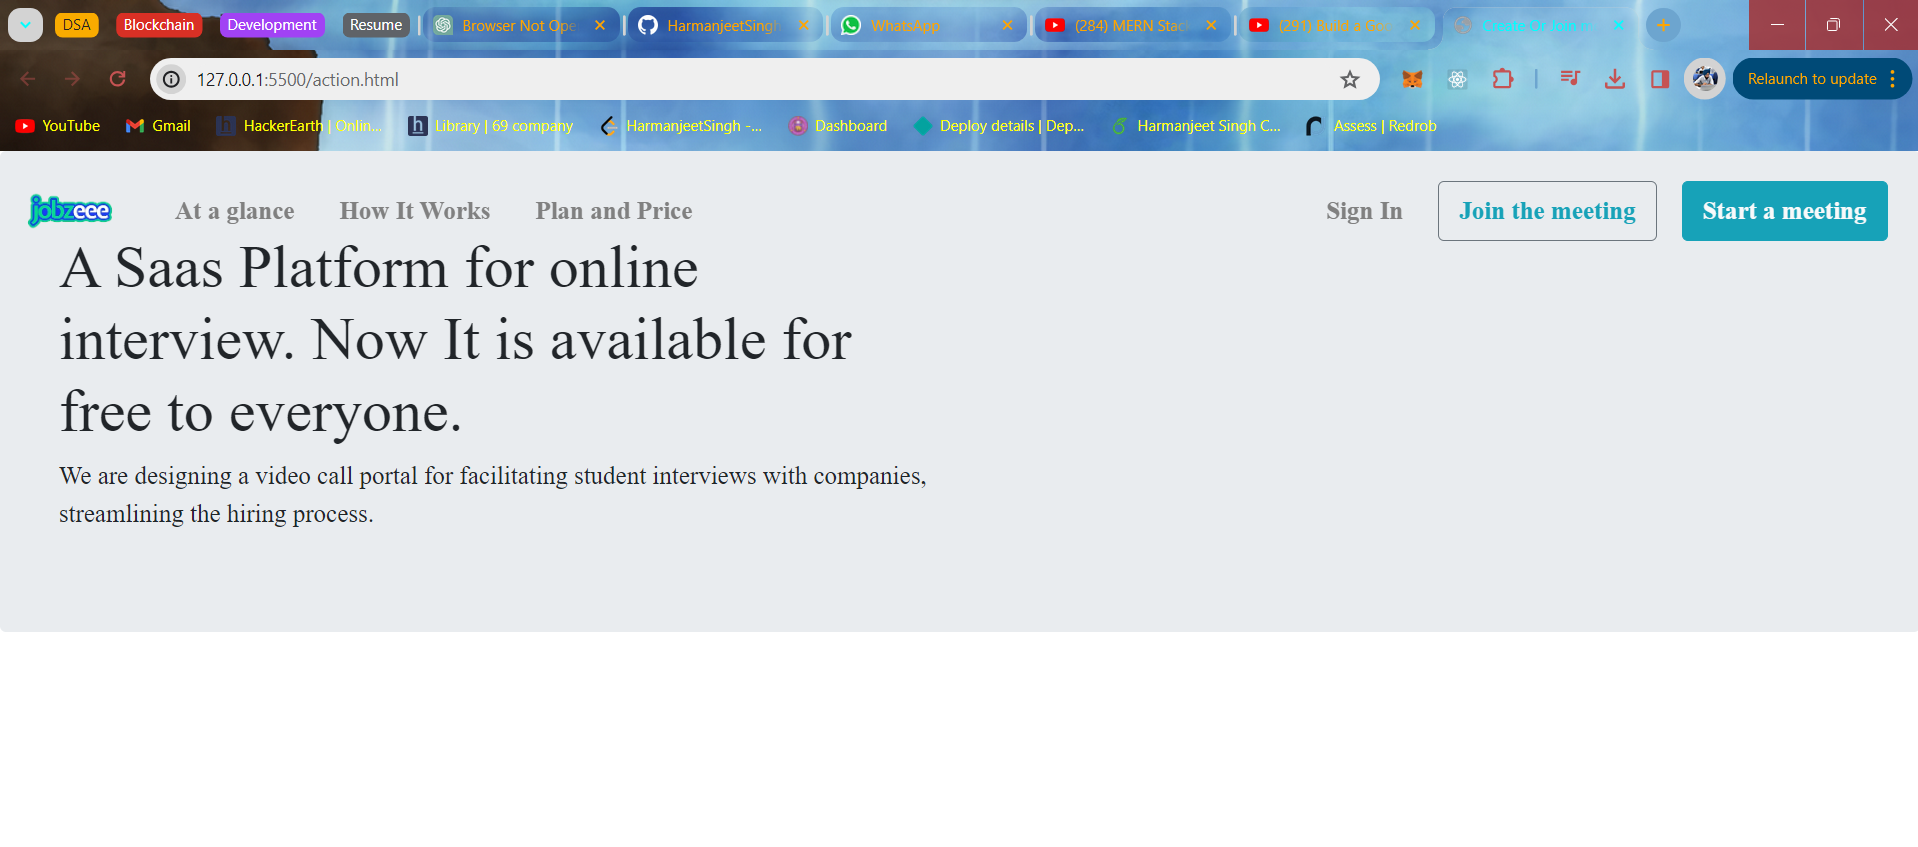 DSA Blockchain Development Resume Browser Not Ope HarmanjeetSingh WhatsApp (284) MERN Stac (291) Build a Go Create Or Join
127.0.0.1:5500/action.html Relaunch to update
YouTube Gmail HackerEarth | Onlin... Library | 69 company HarmanjeetSingh -... Dashboard Deploy details | Dep... Harmanjeet Singh C... Assess | Redrob
jobzeee At a glance How It Works Plan and Price Sign In Join the meeting Start a meeting
A Saas Platform for online
interview. Now It is available for
free to everyone.
We are designing a video call portal for facilitating student interviews with companies,
streamlining the hiring process.